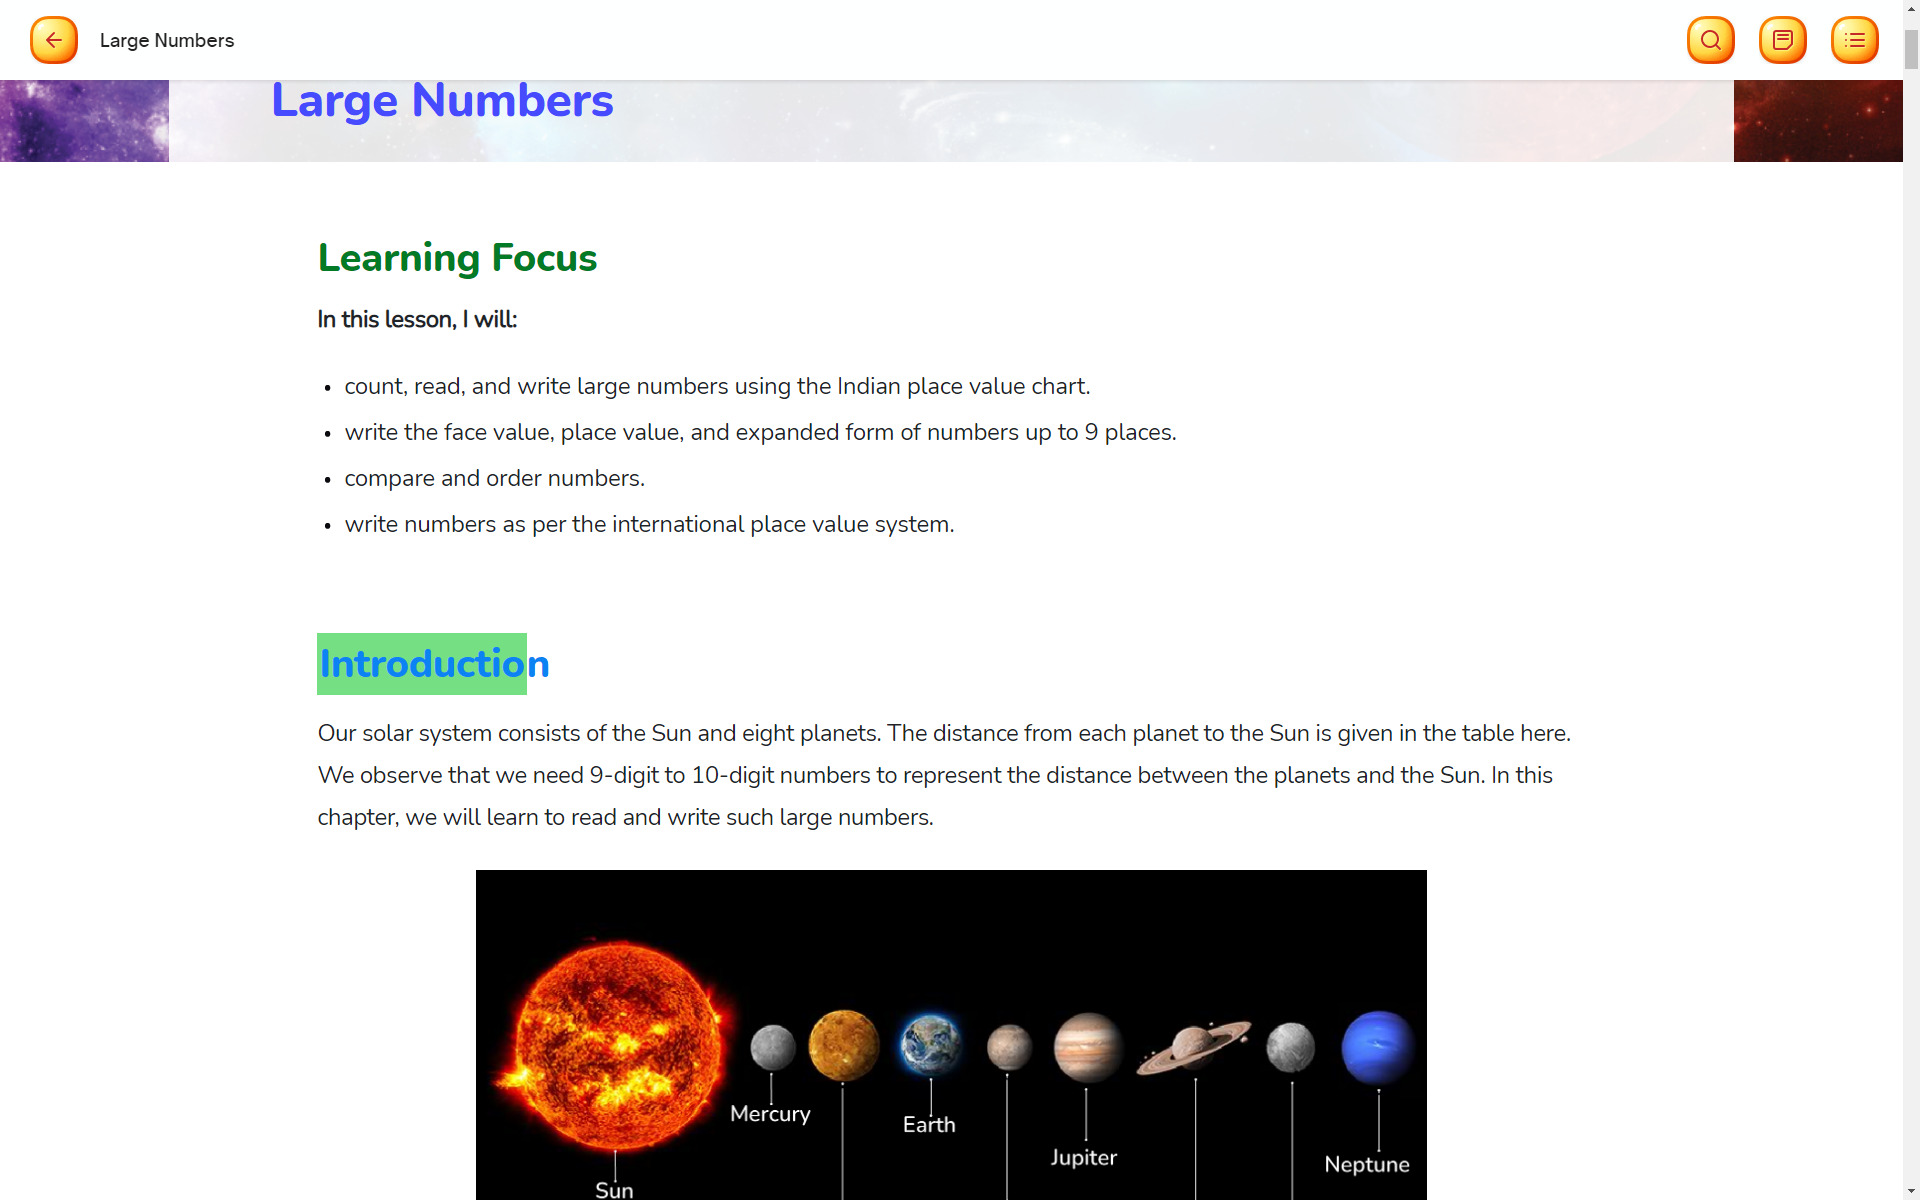 Large Numbers
Large Numbers
Learning Focus
In this lesson, I will:
count, read, and write large numbers using the Indian place value chart.
write the face value, place value, and expanded form of numbers up to 9 places.
compare and order numbers.
write numbers as per the international place value system.
Introduction
Our solar system consists of the Sun and eight planets. The distance from each planet to the Sun is given in the table here.
We observe that we need 9-digit to 10-digit numbers to represent the distance between the planets and the Sun. In this
chapter, we will learn to read and write such large numbers.
Mercury
Earth
Jupiter
Neptune
Sun